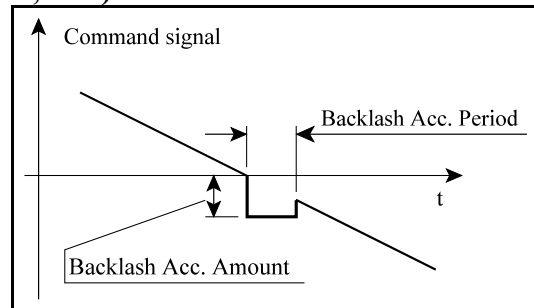 Command signal
Backlash Acc. Period
t
Backlash Acc. Amount